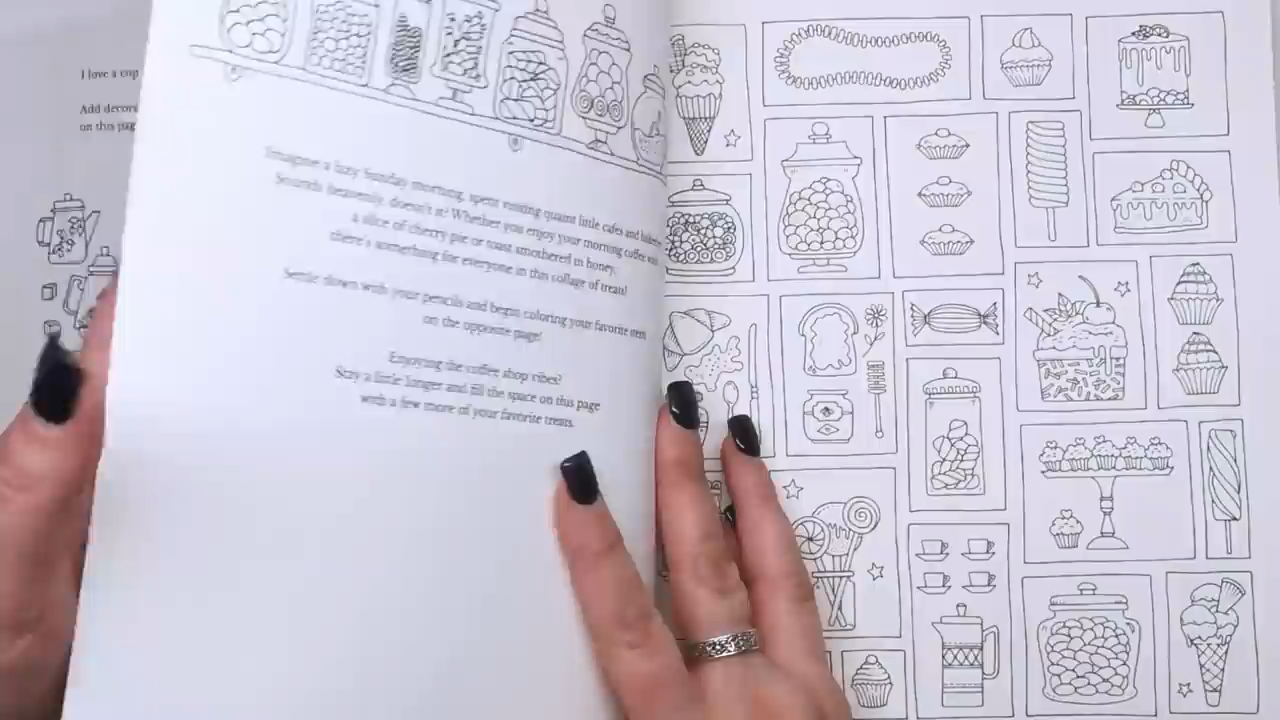 I love a cup
Add decora
on this pag
Imagine a lazy Sunday morning, spent visiting quaint little cafes and bakeries
Sounds heavenly, doesn't it? Whether you enjoy your morning coffee with
a slice of cherry pie or toast smothered in honey,
there's something for everyone in this collage of treats!
Settle down with your pencils and begin coloring your favorite item
on the opposite page!
Enjoying the coffee shop vibes?
Stay a little longer and fill the space on this page
with a few more of your favorite treats.